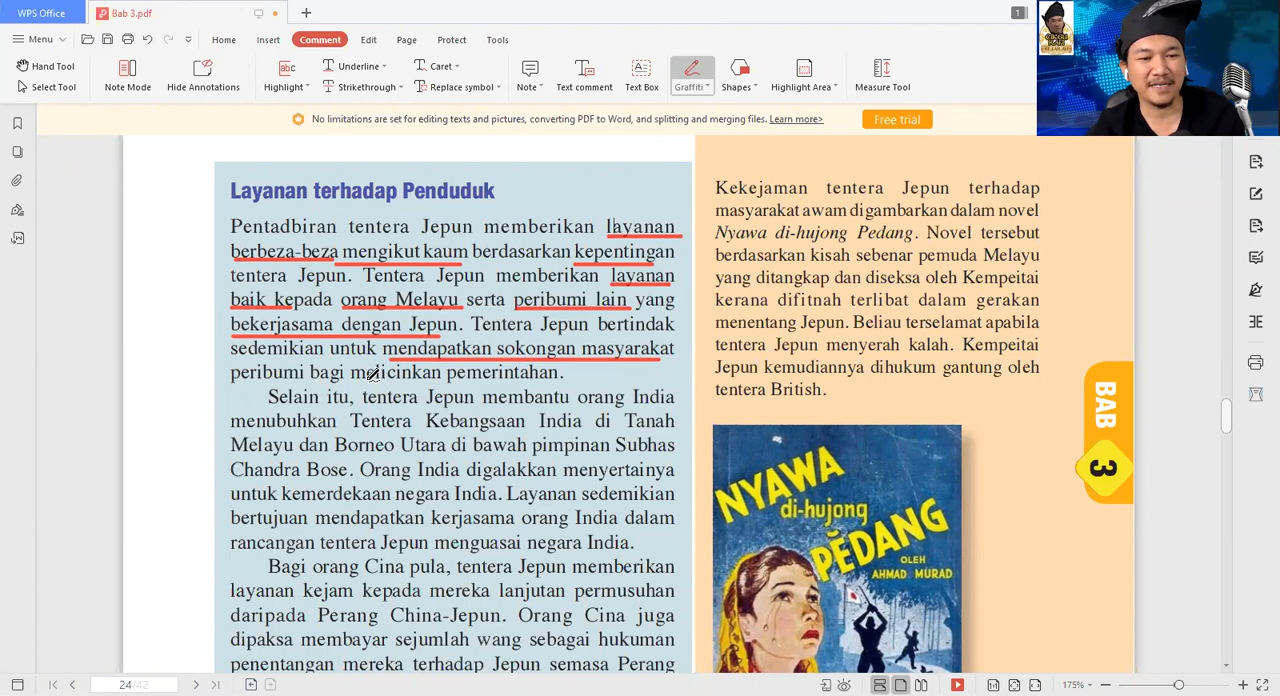 WPS Office
Bab 3.pdf
1
Menu
Home
Insert
Comment
Edit
Page
Protect
Tools
Hand Tool
Select Tool
Note Mode
Hide Annotations
Highlight
Underline
Strikethrough
Caret
Replace symbol
Note
Text comment
Text Box
Graffiti
Shapes
Highlight Area
Measure Tool
No limitations are set for editing texts and pictures, converting PDF to Word, and splitting and merging files. Learn more>
Free trial
Layanan terhadap Penduduk
Pentadbiran tentera Jepun memberikan layanan
berbeza-beza mengikut kaum berdasarkan kepentingan
tentera Jepun. Tentera Jepun memberikan layanan
baik kepada orang Melayu serta peribumi lain yang
bekerjasama dengan Jepun. Tentera Jepun bertindak
sedemikian untuk mendapatkan sokongan masyarakat
peribumi bagi melicinkan pemerintahan.
Selain itu, tentera Jepun membantu orang India
menubuhkan Tentera Kebangsaan India di Tanah
Melayu dan Borneo Utara di bawah pimpinan Subhas
Chandra Bose. Orang India digalakkan menyertainya
untuk kemerdekaan negara India. Layanan sedemikian
bertujuan mendapatkan kerjasama orang India dalam
rancangan tentera Jepun menguasai negara India.
Bagi orang Cina pula, tentera Jepun memberikan
layanan kejam kepada mereka lanjutan permusuhan
daripada Perang China-Jepun. Orang Cina juga
dipaksa membayar sejumlah wang sebagai hukuman
penentangan mereka terhadap Jepun semasa Perang
Kekejaman tentera Jepun terhadap
masyarakat awam digambarkan dalam novel
Nyawa di-hujong Pedang. Novel tersebut
berdasarkan kisah sebenar pemuda Melayu
yang ditangkap dan diseksa oleh Kempeitai
kerana difitnah terlibat dalam gerakan
menentang Jepun. Beliau terselamat apabila
tentera Jepun menyerah kalah. Kempeitai
Jepun kemudiannya dihukum gantung oleh
tentera British.
NYAWA
di-hujong
PĔDANG
OLEH
AHMAD MURAD
BAB
3
24/42
175%